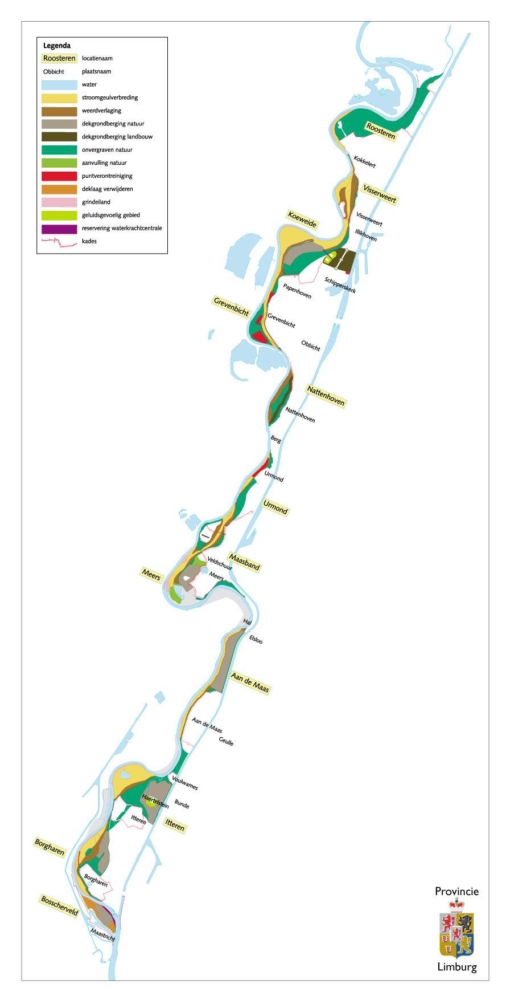 Legenda
Roosteren locatienaam
Obbicht plaatsnaam
water
stroomgeulverbreding
weerdverlaging
dekgrondberging natuur
dekgrondberging landbouw
onvergraven natuur
aanvulling natuur
puntverontreiniging
deklaag verwijderen
grindeiland
geluidsgevoelig gebied
reservering waterkrachtcentrale
kades
Roosteren
Kokkelert
Visserweert
Koeweide
Visserweert
Illikhoven
Schipperskerk
Papenhoven
Grevenbicht
Grevenbicht
Obbicht
Nattenhoven
Nattenhoven
Berg
Urmond
Urmond
Maasband
Veldschuur
Meers
Meers
Hal
Elsloo
Aan de Maas
Aan de Maas
Geulle
Voulwames
Haertelstein
Bunde
Itteren
Itteren
Borgharen
Borgharen
Bosscherveld
Maastricht
Provincie
Limburg